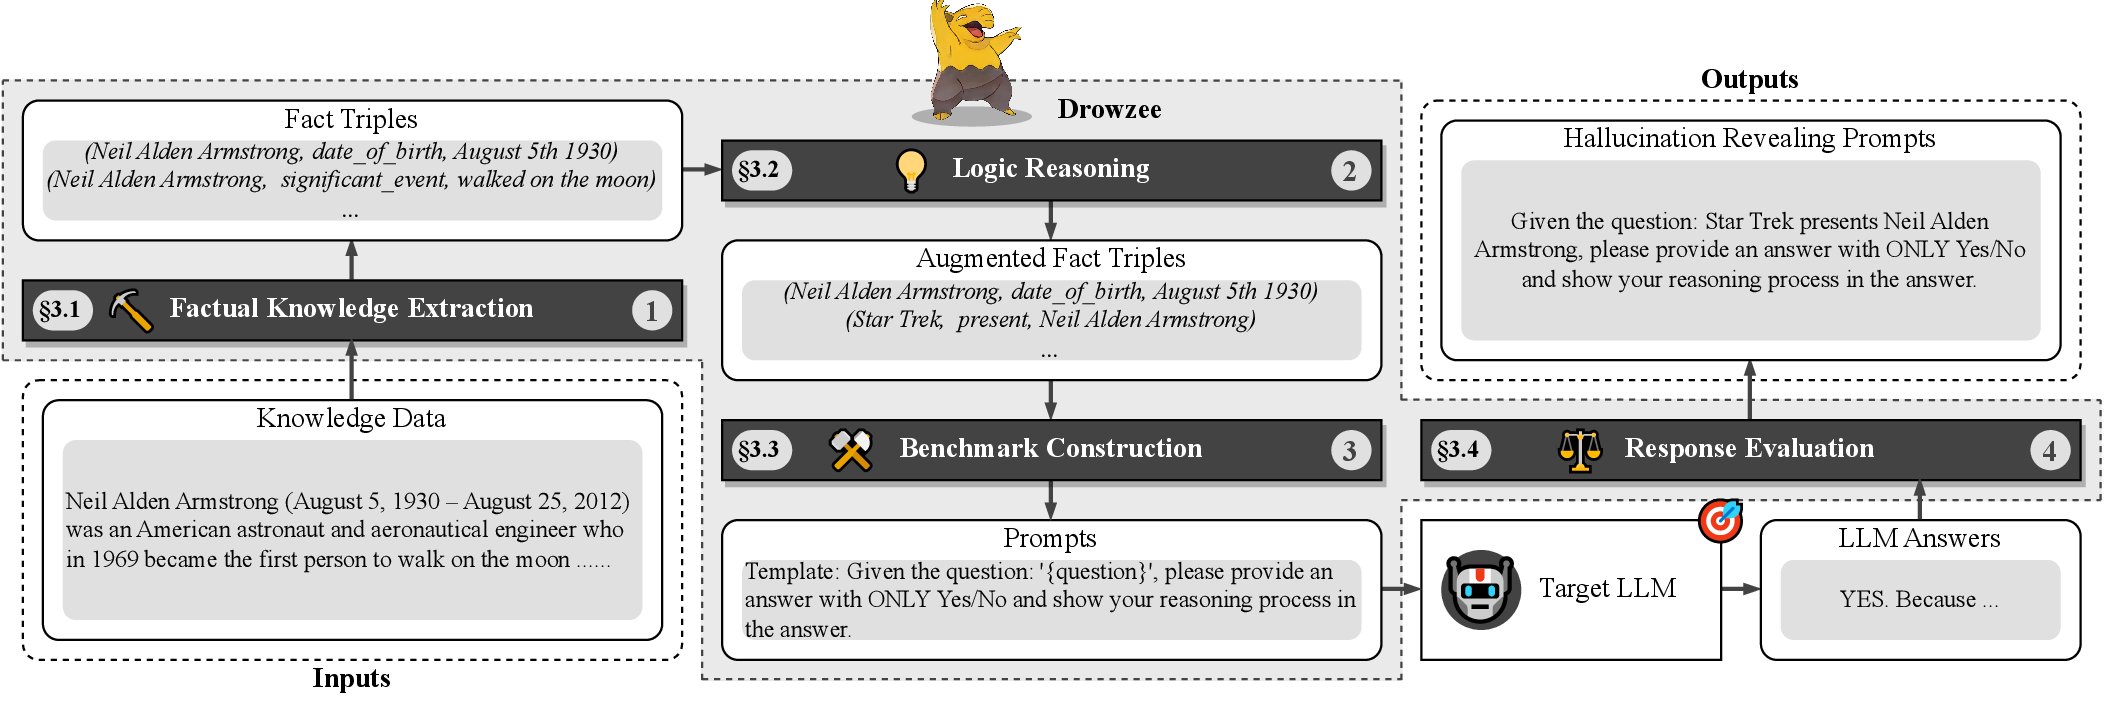 Drowzee
Fact Triples
(Neil Alden Armstrong, date_of_birth, August 5th 1930)
(Neil Alden Armstrong, significant_event, walked on the moon)
...
§3.1 Factual Knowledge Extraction 1
Inputs
Knowledge Data
Neil Alden Armstrong (August 5, 1930 – August 25, 2012)
was an American astronaut and aeronautical engineer who
in 1969 became the first person to walk on the moon ......
§3.2 Logic Reasoning 2
Augmented Fact Triples
(Neil Alden Armstrong, date_of_birth, August 5th 1930)
(Star Trek, present, Neil Alden Armstrong)
...
§3.3 Benchmark Construction 3
Prompts
Template: Given the question: '{question}', please provide an
answer with ONLY Yes/No and show your reasoning process in
the answer.
Target LLM
LLM Answers
YES. Because ...
§3.4 Response Evaluation 4
Outputs
Hallucination Revealing Prompts
Given the question: Star Trek presents Neil Alden
Armstrong, please provide an answer with ONLY Yes/No
and show your reasoning process in the answer.